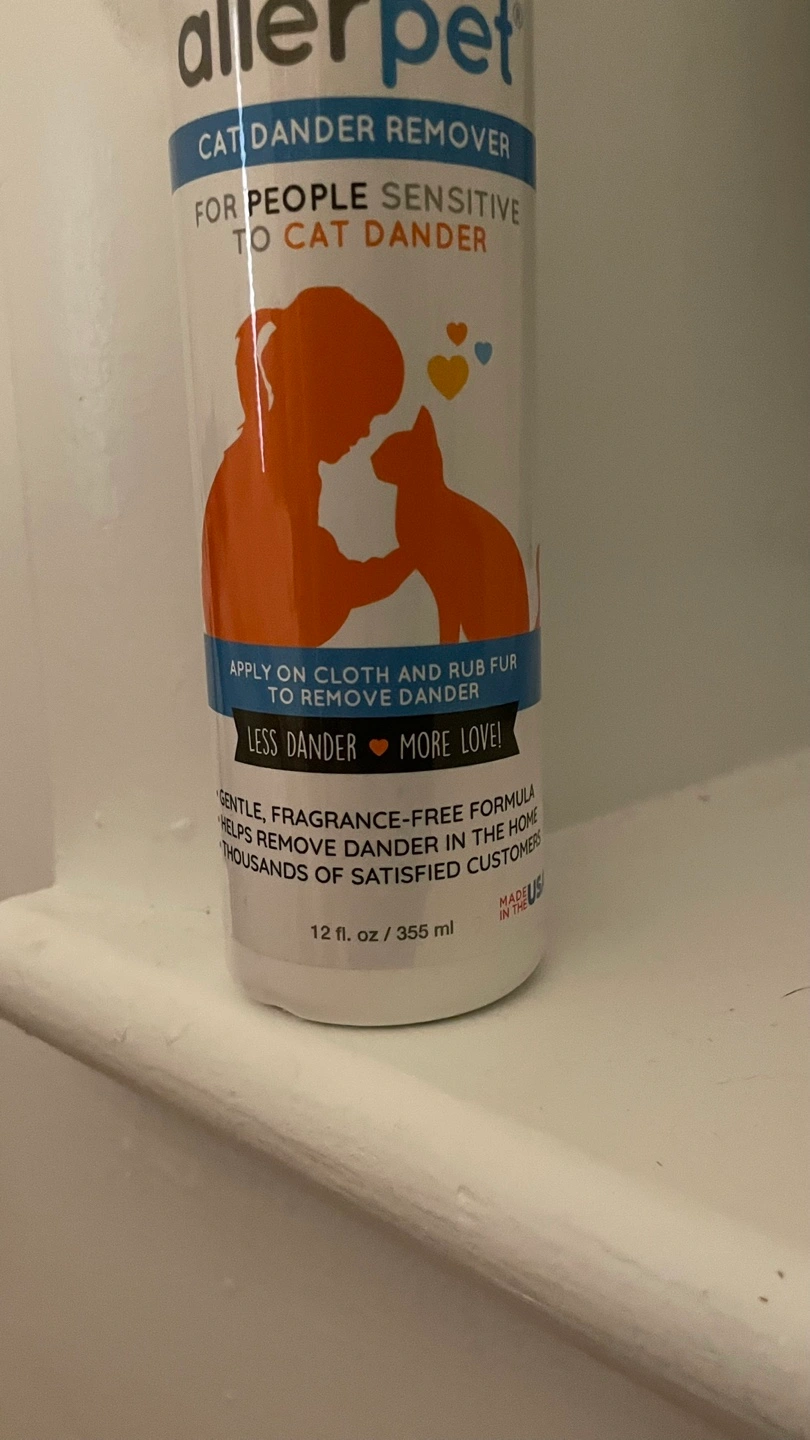 allerpet®
CAT DANDER REMOVER
FOR PEOPLE SENSITIVE
TO CAT DANDER
APPLY ON CLOTH AND RUB FUR
TO REMOVE DANDER
LESS DANDER MORE LOVE!
• GENTLE, FRAGRANCE-FREE FORMULA
• HELPS REMOVE DANDER IN THE HOME
• THOUSANDS OF SATISFIED CUSTOMERS
MADE IN THE USA
12 fl. oz / 355 ml